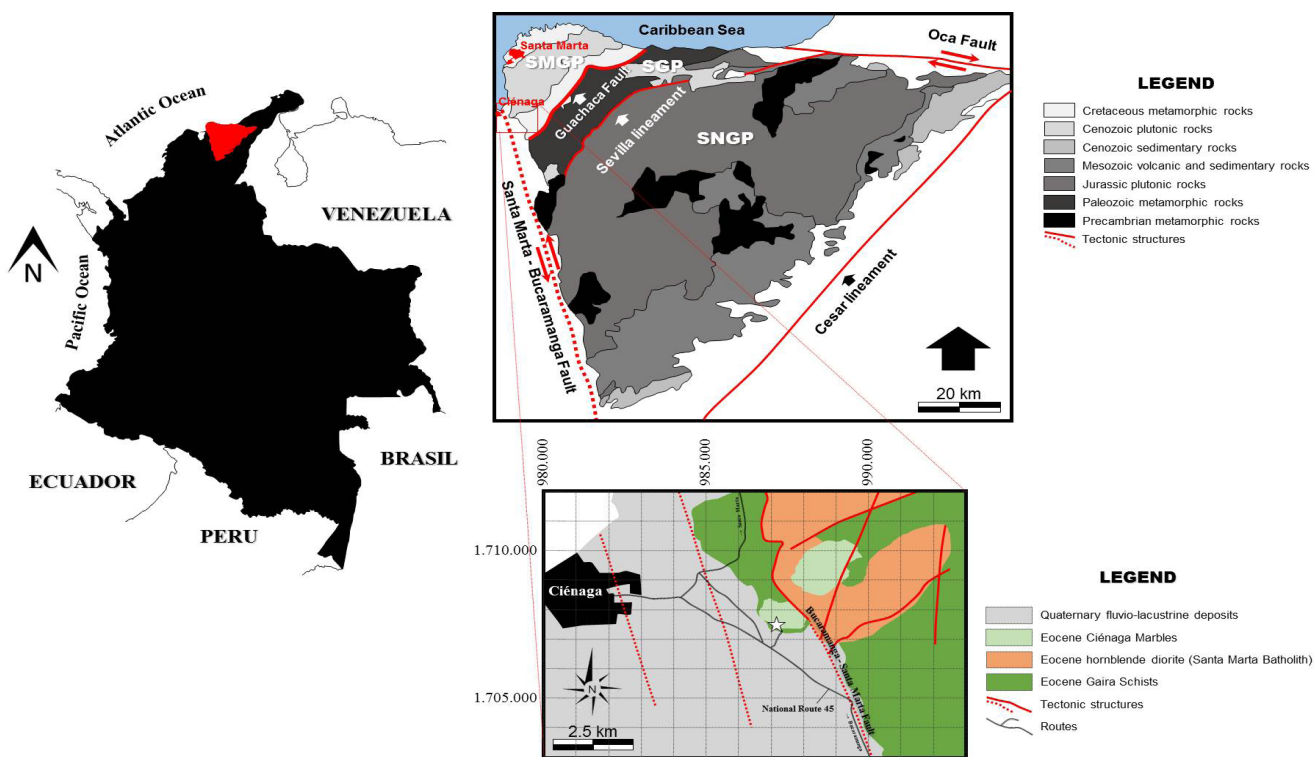 Atlantic Ocean
VENEZUELA
N
Pacific Ocean
BRASIL
ECUADOR
PERU
Caribbean Sea
Santa Marta
SMGP
SGP
Oca Fault
Ciénaga
Guachaca Fault
Sevilla lineament
SNGP
Santa Marta - Bucaramanga Fault
Cesar lineament
20 km
LEGEND
Cretaceous metamorphic rocks
Cenozoic plutonic rocks
Cenozoic sedimentary rocks
Mesozoic volcanic and sedimentary rocks
Jurassic plutonic rocks
Paleozoic metamorphic rocks
Precambrian metamorphic rocks
Tectonic structures
980.000
985.000
990.000
1.710.000
1.705.000
Santa Marta
Ciénaga
Bucaramanga - Santa Marta Fault
N
National Route 45
Bucaramanga
2.5 km
LEGEND
Quaternary fluvio-lacustrine deposits
Eocene Ciénaga Marbles
Eocene hornblende diorite (Santa Marta Batholith)
Eocene Gaira Schists
Tectonic structures
Routes